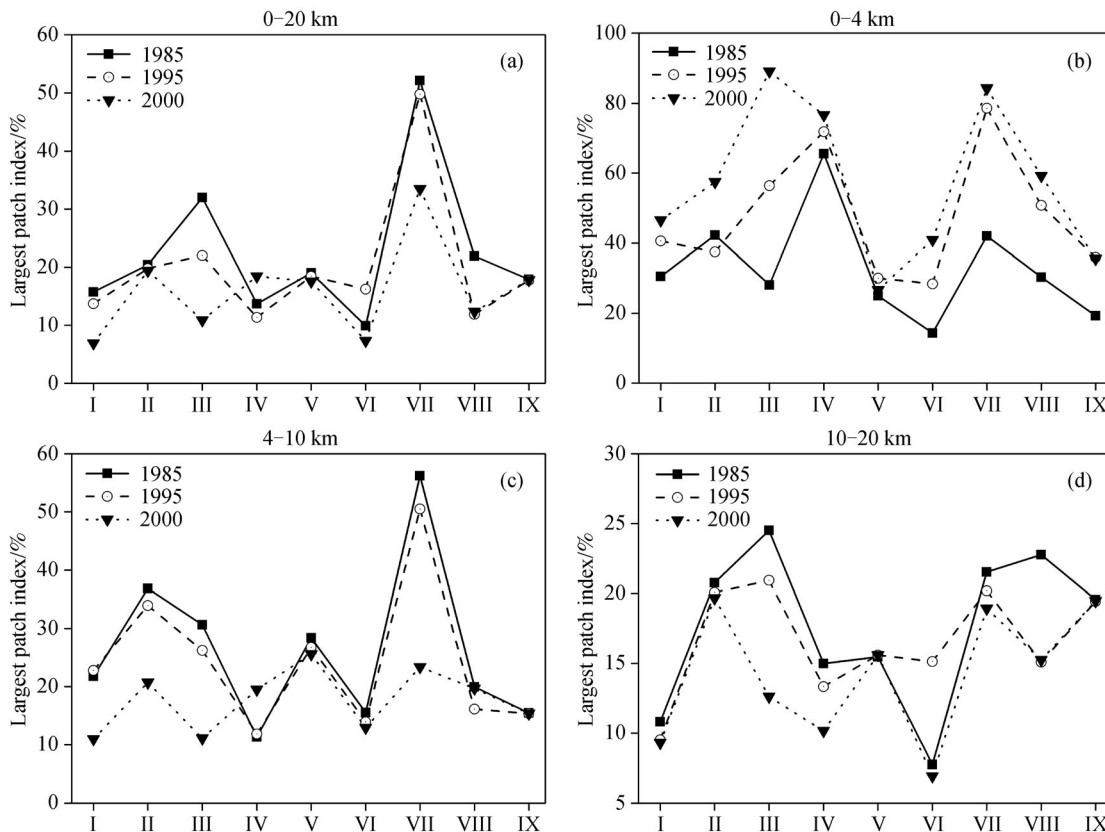 0−20 km
60
50
40
30
20
10
0
Largest patch index/%
1985
1995
2000
(a)
I II III IV V VI VII VIII IX
0−4 km
100
80
60
40
20
0
Largest patch index/%
1985
1995
2000
(b)
I II III IV V VI VII VIII IX
4−10 km
60
50
40
30
20
10
0
Largest patch index/%
1985
1995
2000
(c)
I II III IV V VI VII VIII IX
10−20 km
30
25
20
15
10
5
Largest patch index/%
1985
1995
2000
(d)
I II III IV V VI VII VIII IX